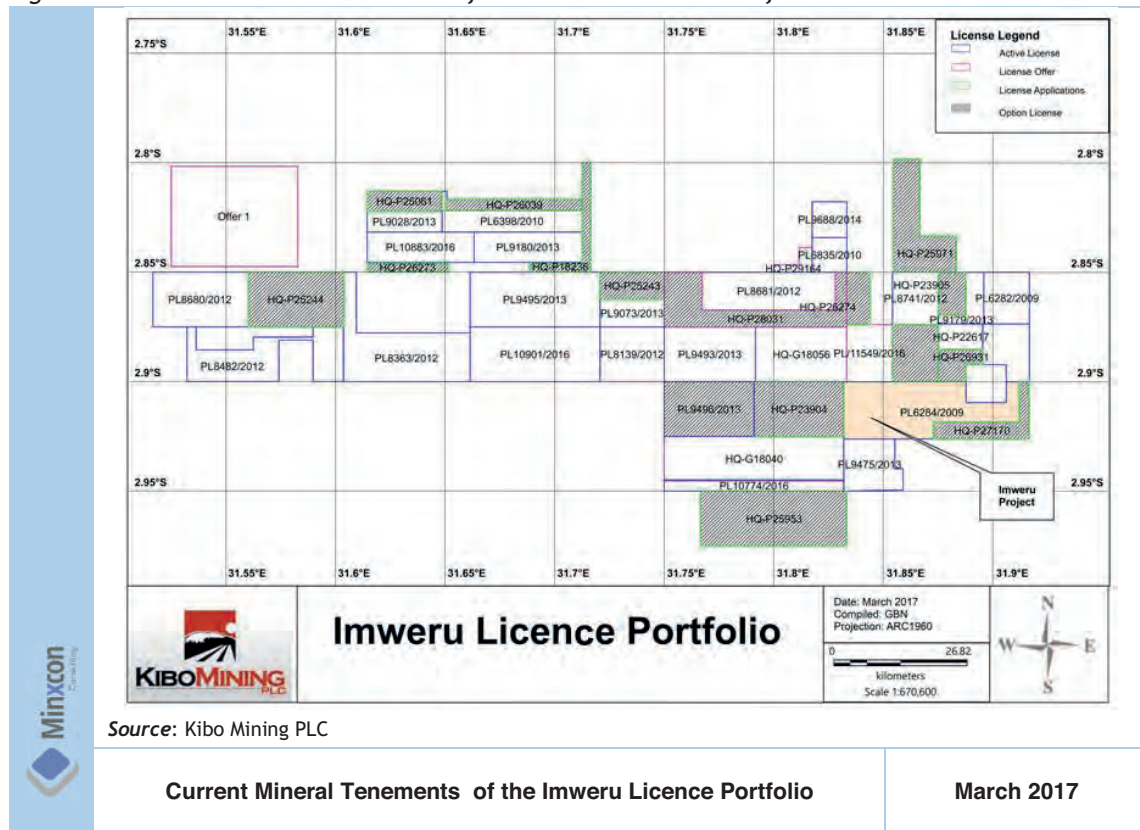 31.55°E 31.6°E 31.65°E 31.7°E 31.75°E 31.8°E 31.85°E
License Legend
Active License
License Offer
License Applications
Option License
2.75°S
2.8°S 2.8°S
Offer 1
HQ-P25061 HQ-P26039
PL9028/2013 PL6398/2010
PL9688/2014
PL10883/2016 PL9180/2013
PL6835/2010
HQ-P25971
HQ-P26273 HQ-P18236
HQ-P29164
2.85°S 2.85°S
PL8680/2012 HQ-P25244 PL9495/2013 HQ-P25243 PL8681/2012 HQ-P23905 PL6282/2009
PL8741/2012
HQ-P26274
PL9073/2013 HQ-P28031 PL9179/2013
HQ-P22617
PL8482/2012 PL8363/2012 PL10901/2016 PL8139/2012 PL9493/2013 HQ-G18056 PL/11549/2016 HQ-P26931
2.9°S 2.9°S
PL9496/2013 HQ-P23904 PL6284/2009
HQ-P27170
HQ-G18040 PL9475/2013
PL10774/2016
2.95°S 2.95°S
Imweru
Project
HQ-P25953
31.55°E 31.6°E 31.65°E 31.7°E 31.75°E 31.8°E 31.85°E 31.9°E
KIBOMINING
PLC
Imweru Licence Portfolio
Date: March 2017
Compiled: GBN
Projection: ARC1960
0 26.82
kilometers
Scale 1:670,600
N
W E
S
Minxcon
Source: Kibo Mining PLC
Current Mineral Tenements of the Imweru Licence Portfolio
March 2017